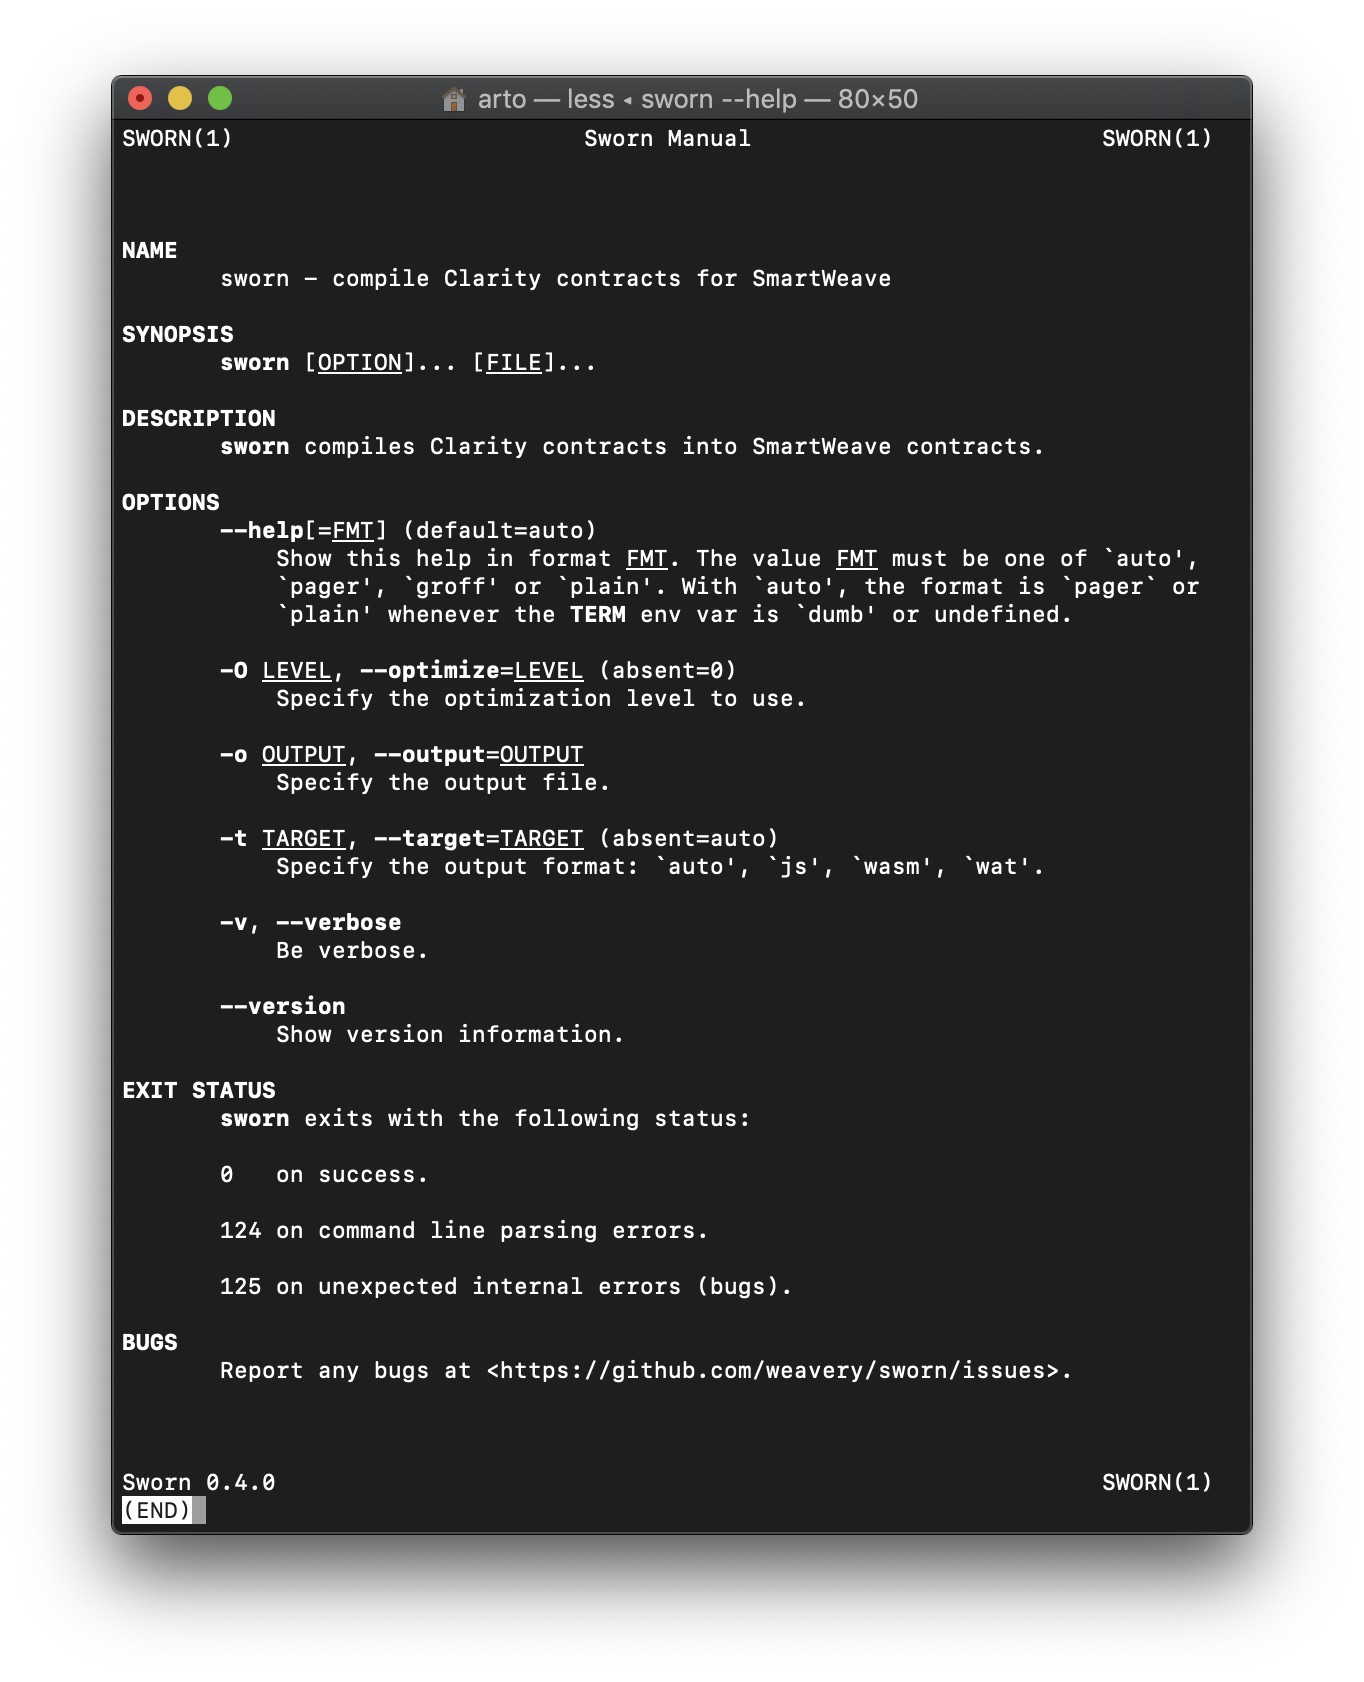 arto — less ◂ sworn --help — 80×50
SWORN(1) Sworn Manual SWORN(1)
NAME
sworn – compile Clarity contracts for SmartWeave
SYNOPSIS
sworn [OPTION]... [FILE]...
DESCRIPTION
sworn compiles Clarity contracts into SmartWeave contracts.
OPTIONS
--help[=FMT] (default=auto)
Show this help in format FMT. The value FMT must be one of `auto',
`pager', `groff' or `plain'. With `auto', the format is `pager` or
`plain' whenever the TERM env var is `dumb' or undefined.
-O LEVEL, --optimize=LEVEL (absent=0)
Specify the optimization level to use.
-o OUTPUT, --output=OUTPUT
Specify the output file.
-t TARGET, --target=TARGET (absent=auto)
Specify the output format: `auto', `js', `wasm', `wat'.
-v, --verbose
Be verbose.
--version
Show version information.
EXIT STATUS
sworn exits with the following status:
0 on success.
124 on command line parsing errors.
125 on unexpected internal errors (bugs).
BUGS
Report any bugs at <https://github.com/weavery/sworn/issues>.
Sworn 0.4.0 SWORN(1)
(END)